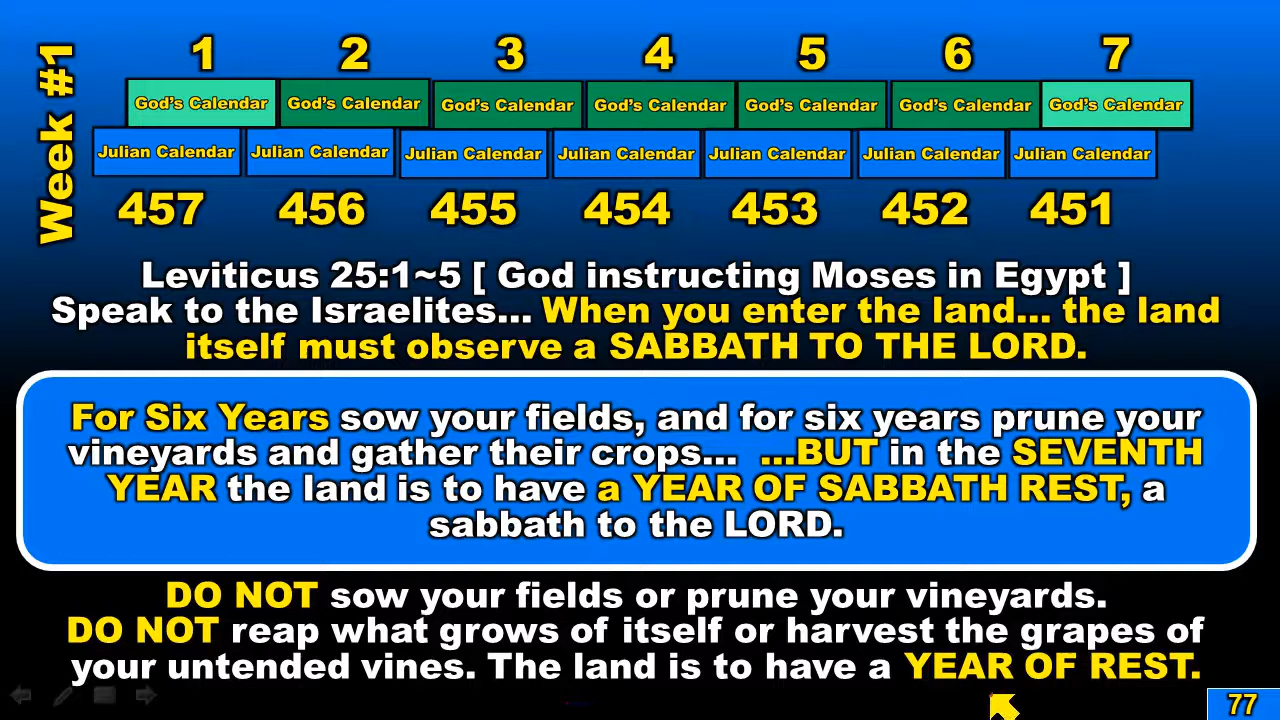 Week #1
1 2 3 4 5 6 7
God's Calendar God's Calendar God's Calendar God's Calendar God's Calendar God's Calendar God's Calendar
Julian Calendar Julian Calendar Julian Calendar Julian Calendar Julian Calendar Julian Calendar Julian Calendar
457 456 455 454 453 452 451
Leviticus 25:1~5 [ God instructing Moses in Egypt ]
Speak to the Israelites... When you enter the land... the land
itself must observe a SABBATH TO THE LORD.
For Six Years sow your fields, and for six years prune your
vineyards and gather their crops... ...BUT in the SEVENTH
YEAR the land is to have a YEAR OF SABBATH REST, a
sabbath to the LORD.
DO NOT sow your fields or prune your vineyards.
DO NOT reap what grows of itself or harvest the grapes of
your untended vines. The land is to have a YEAR OF REST.
77